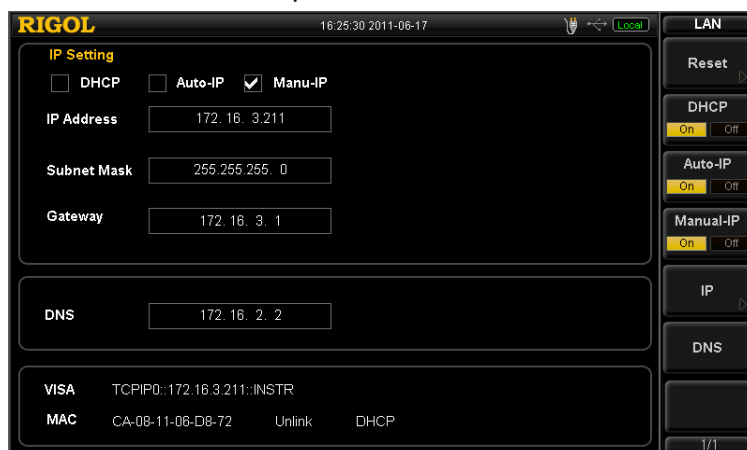 RIGOL 16:25:30 2011-06-17 Local LAN
IP Setting
DHCP Auto-IP Manu-IP
IP Address 172. 16. 3.211
Subnet Mask 255.255.255. 0
Gateway 172. 16. 3. 1
DNS 172. 16. 2. 2
VISA TCPIP0::172.16.3.211::INSTR
MAC CA-08-11-06-D8-72 Unlink DHCP
Reset
DHCP
On Off
Auto-IP
On Off
Manual-IP
On Off
IP
DNS
1/1